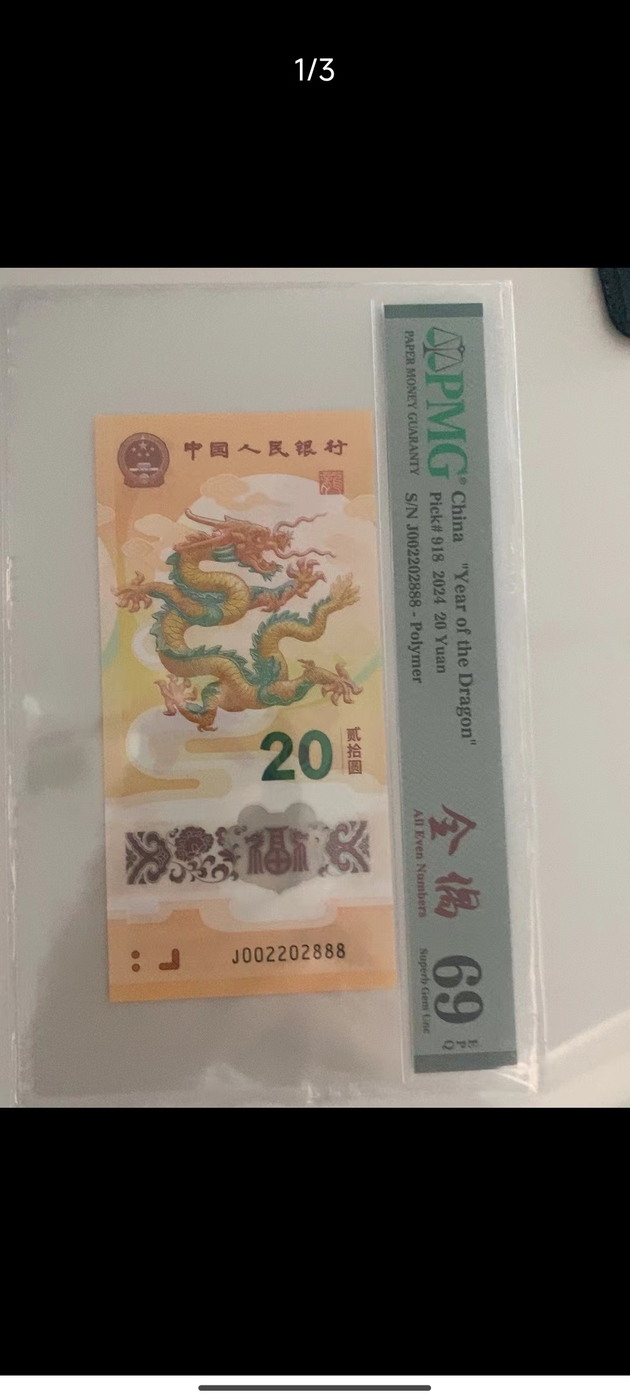 1/3
中国人民银行
20
贰拾圆
福
J002202888
PMG®
PAPER MONEY GUARANTY
China "Year of the Dragon"
Pick# 918 2024 20 Yuan
S/N J002202888 - Polymer
全偶
All Even Numbers
69
Superb Gem Unc
E
P
Q